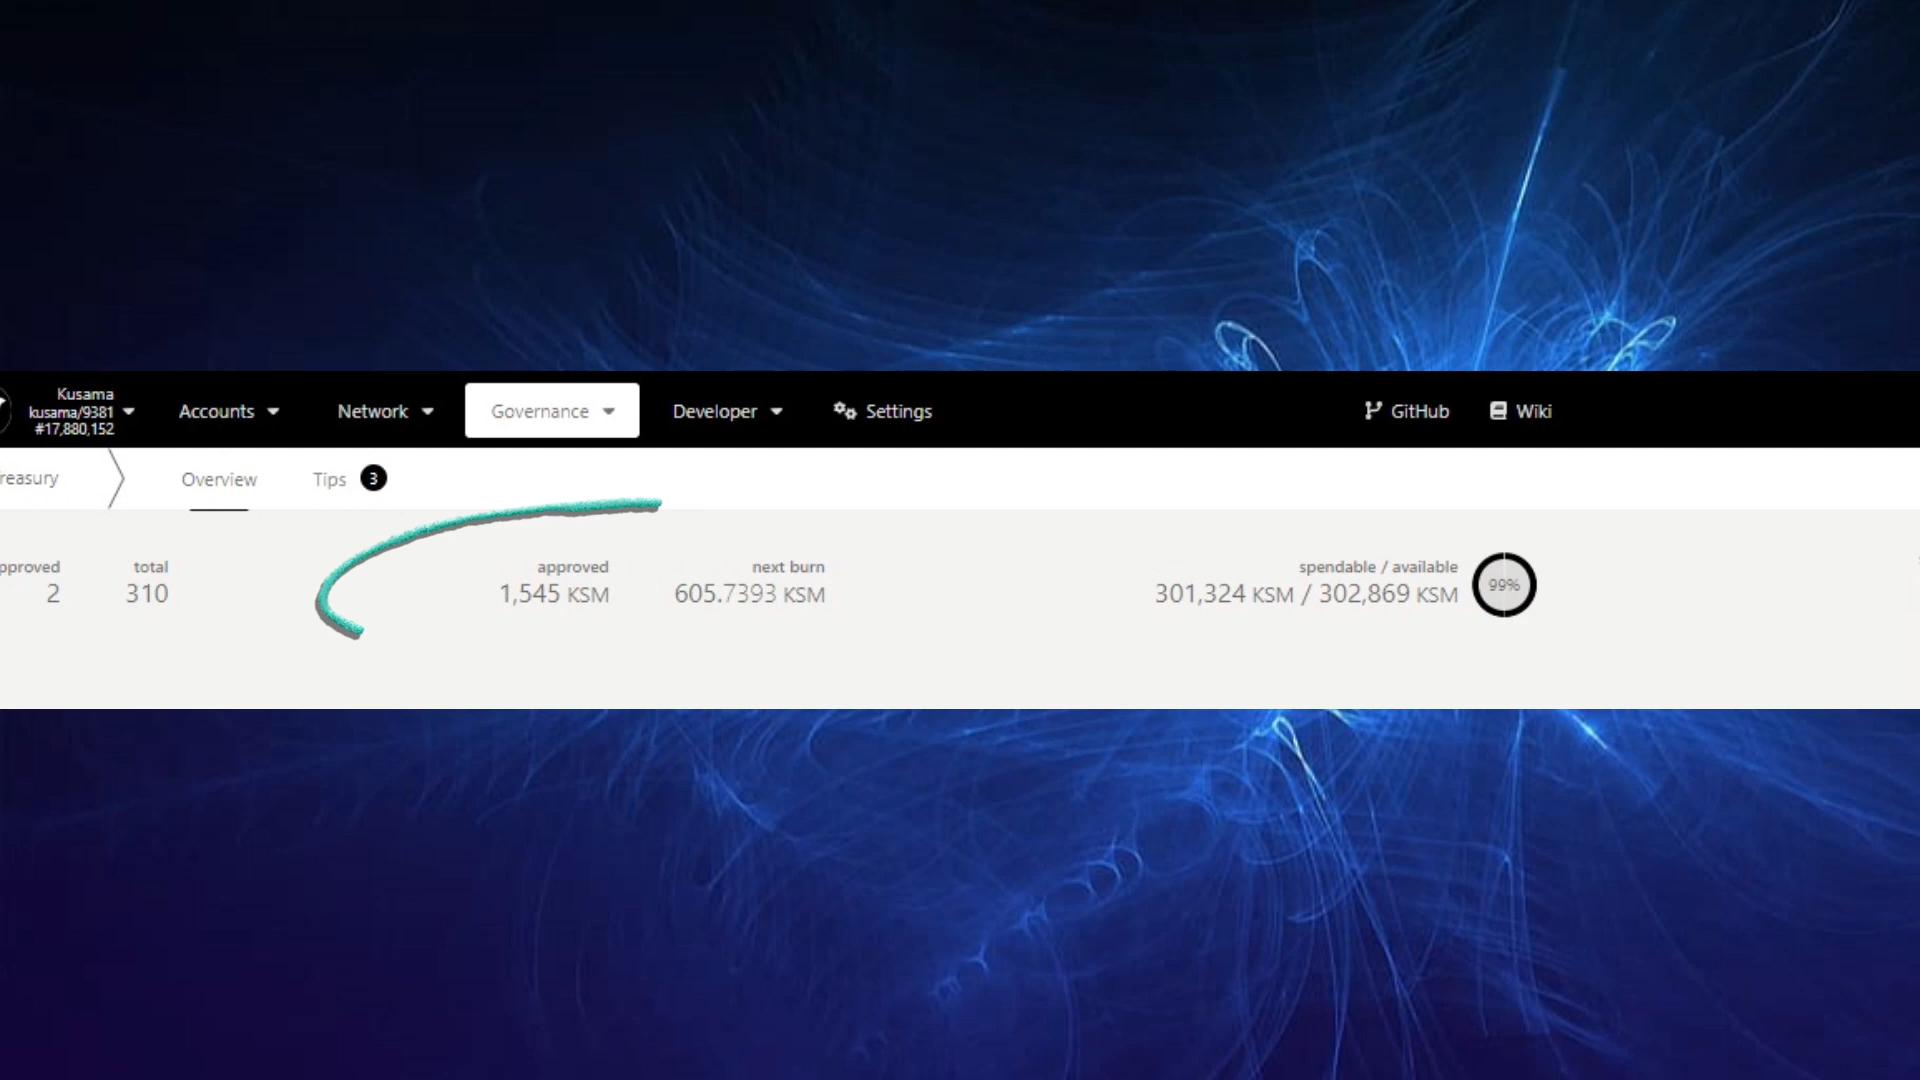 Kusama
kusama/9381
#17,880,152
Accounts
Network
Governance
Developer
Settings
GitHub
Wiki
reasury
Overview
Tips 3
pproved
2
total
310
approved
1,545 KSM
next burn
605.7393 KSM
spendable / available
301,324 KSM / 302,869 KSM
99%